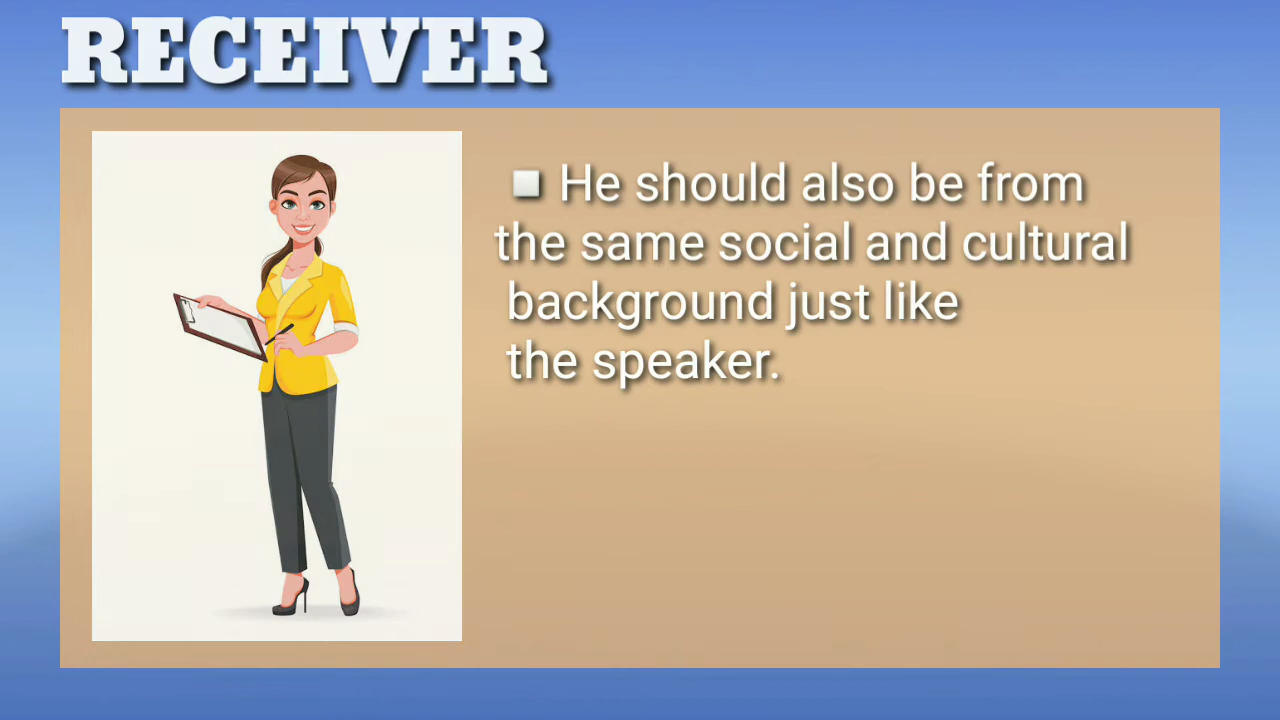 RECEIVER
▫️ He should also be from
the same social and cultural
background just like
the speaker.